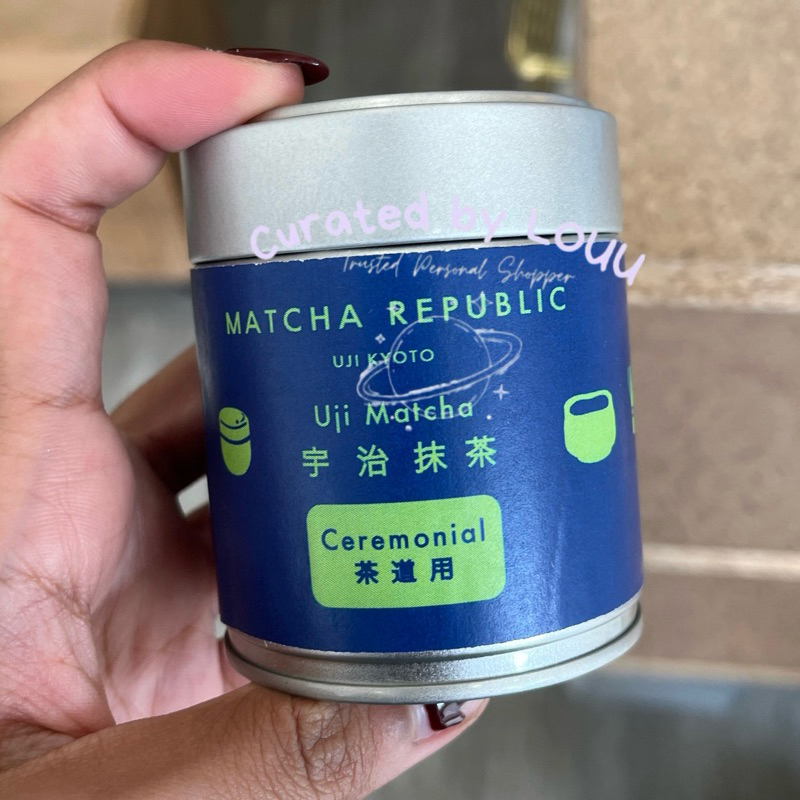 Curated by Louu
Trusted Personal Shopper
MATCHA REPUBLIC
UJI KYOTO
Uji Matcha
宇治抹茶
Ceremonial
茶道用